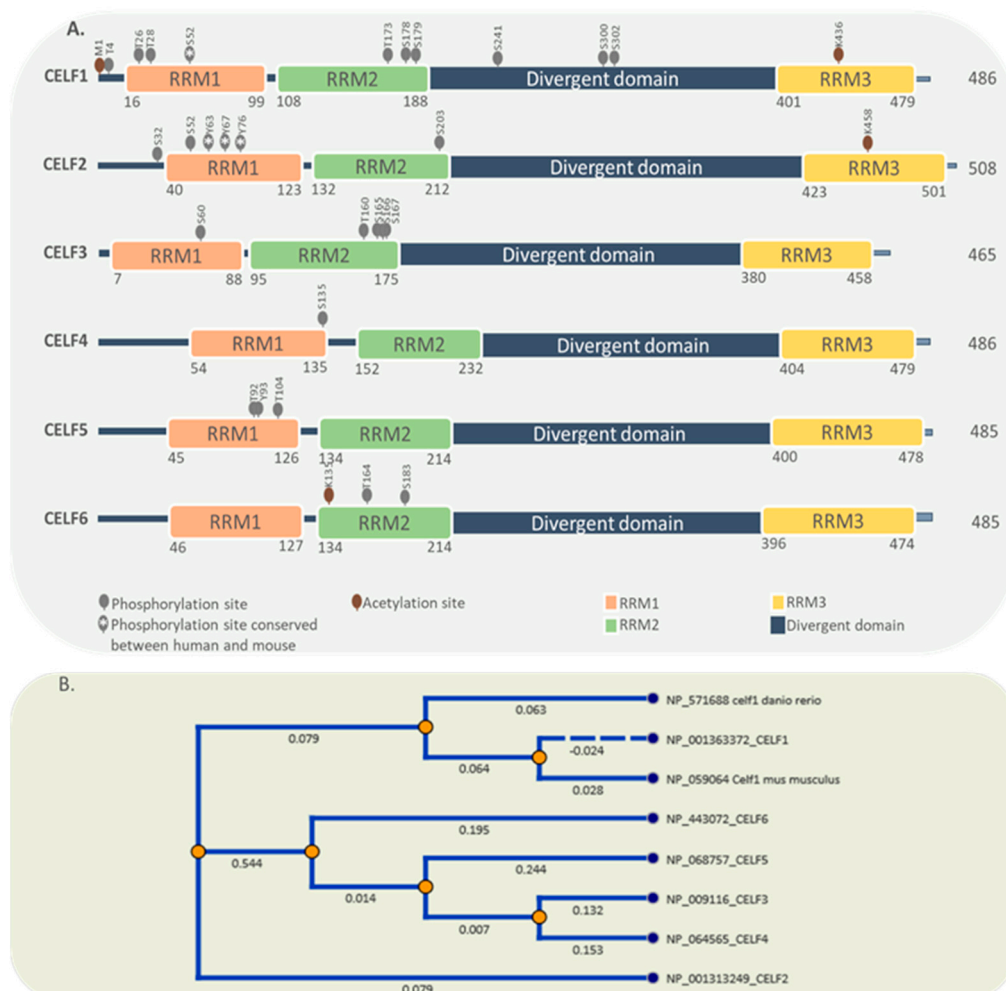 A.
M1 T4 T26 T28 S52 T173 S178 S179 S241 S300 S302 K436
CELF1 RRM1 RRM2 Divergent domain RRM3 486
16 99 108 188 401 479
S32 S52 Y63 Y67 Y76 S203 K458
CELF2 RRM1 RRM2 Divergent domain RRM3 508
40 123 132 212 423 501
S60 T160 S165 S166 S167
CELF3 RRM1 RRM2 Divergent domain RRM3 465
7 88 95 175 380 458
S135
CELF4 RRM1 RRM2 Divergent domain RRM3 486
54 135 152 232 404 479
T92 Y93 T104
CELF5 RRM1 RRM2 Divergent domain RRM3 485
45 126 134 214 400 478
K135 T164 S183
CELF6 RRM1 RRM2 Divergent domain RRM3 485
46 127 134 214 396 474
Phosphorylation site Acetylation site RRM1 RRM3
Phosphorylation site conserved RRM2 Divergent domain
between human and mouse
B.
NP_571688 celf1 danio rerio
0.063
0.079
NP_001363372_CELF1
-0.024
0.064
NP_059064 Celf1 mus musculus
0.028
NP_443072_CELF6
0.195
0.544
NP_068757_CELF5
0.244
0.014
NP_009116_CELF3
0.132
0.007
NP_064565_CELF4
0.153
NP_001313249_CELF2
0.079